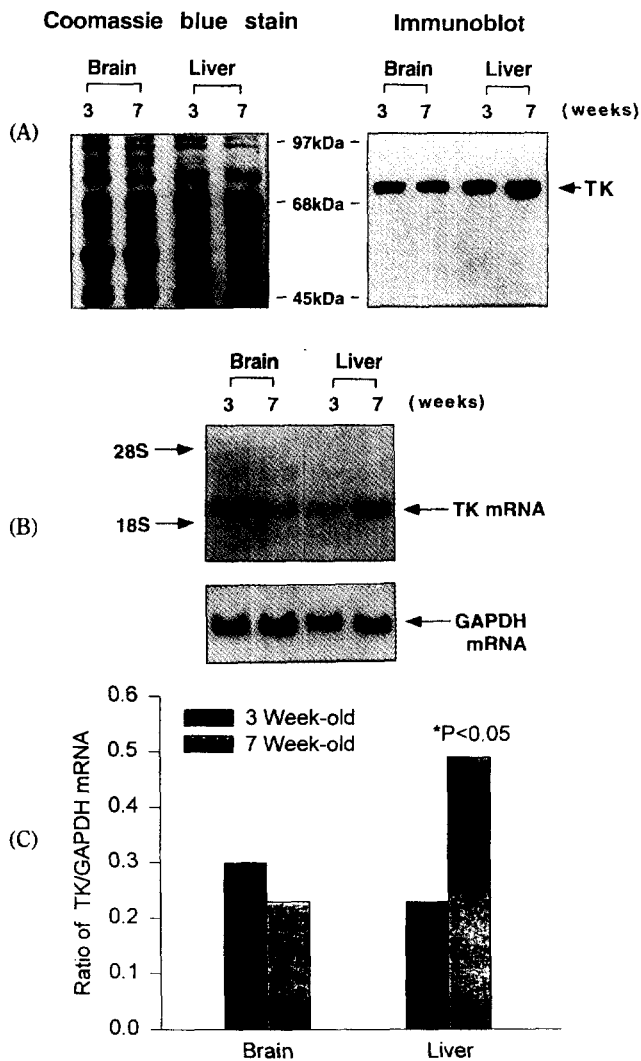 Coomassie blue stain
Immunoblot
Brain Liver
Brain Liver
3 7 3 7
3 7 3 7 (weeks)
(A)
- 97kDa -
- 68kDa -
- 45kDa -
TK
Brain Liver
3 7 3 7 (weeks)
(B)
28S
18S
TK mRNA
GAPDH
mRNA
(C)
Ratio of TK/GAPDH mRNA
0.6
0.5
0.4
0.3
0.2
0.1
0.0
3 Week-old
7 Week-old
*P<0.05
Brain Liver